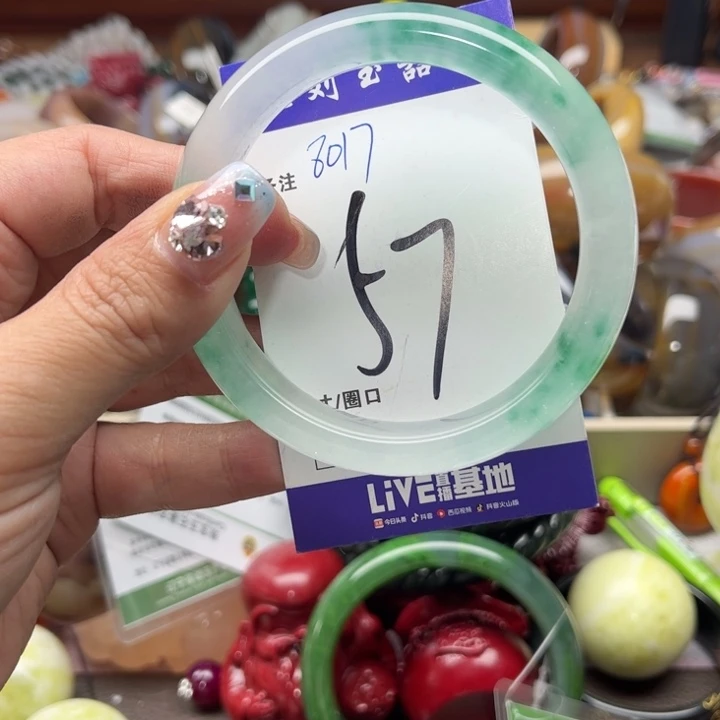 刘玉器
备注 8017
57
寸/圈口
LiVE直播基地
今日头条 抖音 西瓜视频 抖音火山版